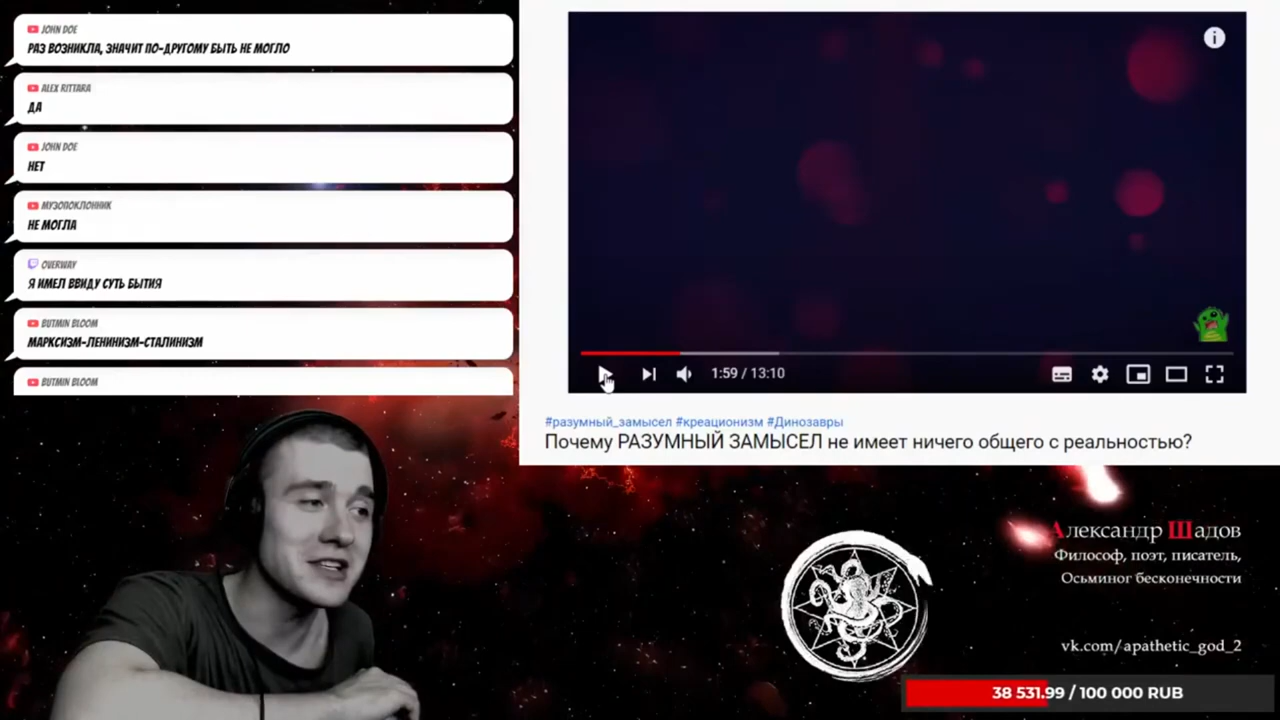 JOHN DOE
РАЗ ВОЗНИКЛА, ЗНАЧИТ ПО-ДРУГОМУ БЫТЬ НЕ МОГЛО
ALEX RITTARA
ДА
JOHN DOE
НЕТ
МУЗОПОКЛОННИК
НЕ МОГЛА
OVERWAY
Я ИМЕЛ ВВИДУ СУТЬ БЫТИЯ
BUTMIN BLOOM
МАРКСИЗМ-ЛЕНИНИЗМ-СТАЛИНИЗМ
BUTMIN BLOOM
1:59 / 13:10
#разумный_замысел #креационизм #Динозавры
Почему РАЗУМНЫЙ ЗАМЫСЕЛ не имеет ничего общего с реальностью?
Александр Шадов
Философ, поэт, писатель,
Осьминог бесконечности
vk.com/apathetic_god_2
38 531.99 / 100 000 RUB